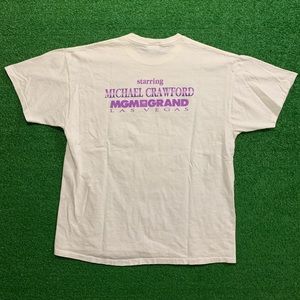 starring
MICHAEL CRAWFORD
MGM GRAND
LAS VEGAS